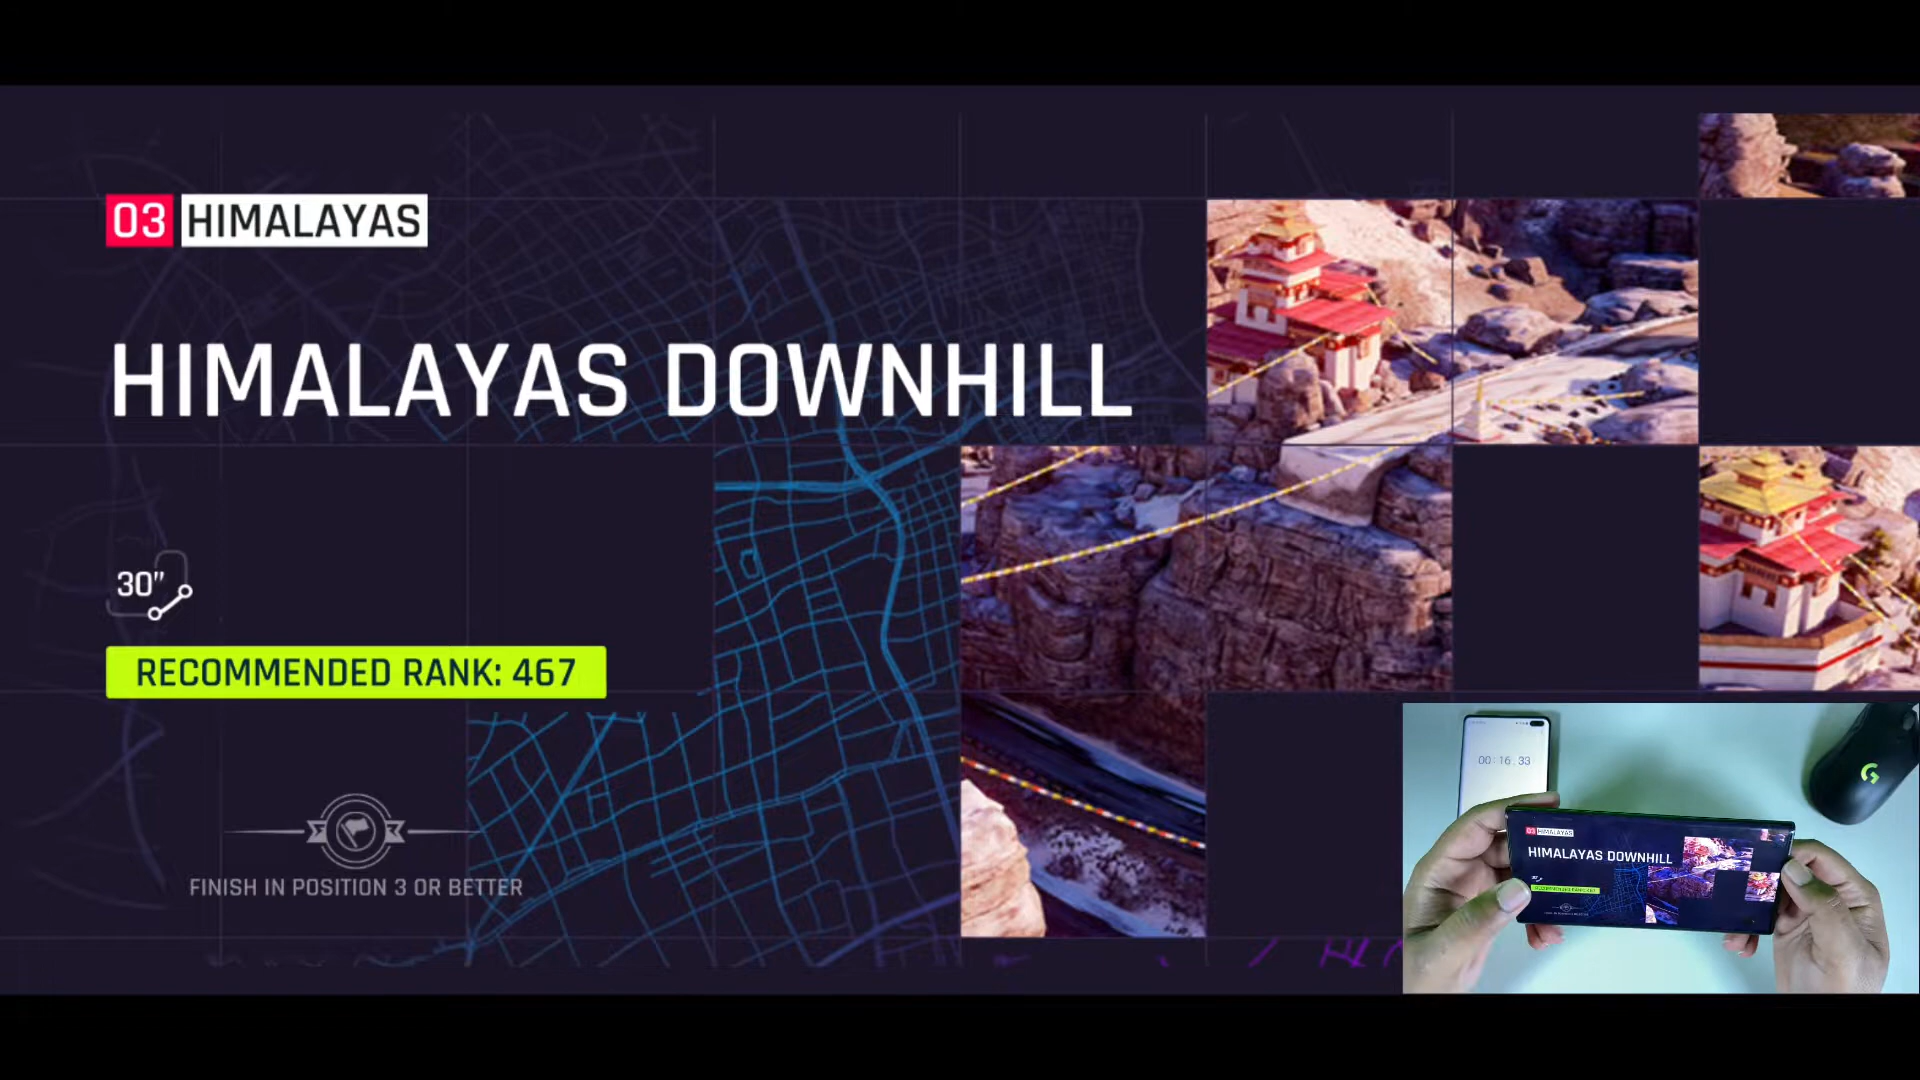 03 HIMALAYAS
HIMALAYAS DOWNHILL
30"
RECOMMENDED RANK: 467
FINISH IN POSITION 3 OR BETTER
00:16.33
03 HIMALAYAS
HIMALAYAS DOWNHILL